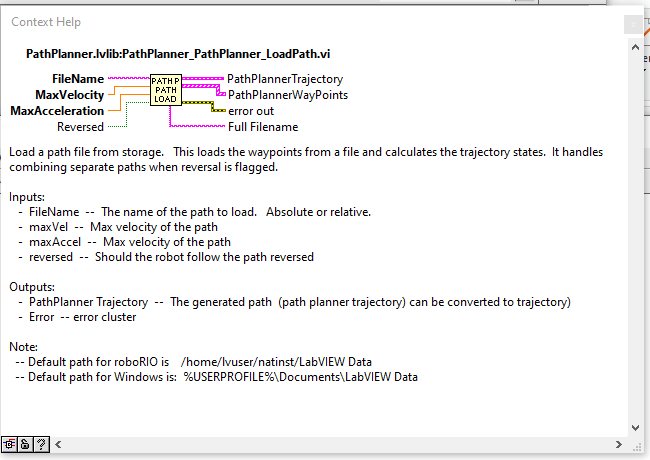 Context Help
PathPlanner.lvlib:PathPlanner_PathPlanner_LoadPath.vi
FileName
MaxVelocity
MaxAcceleration
Reversed
PATH P
PATH
LOAD
PathPlannerTrajectory
PathPlannerWayPoints
error out
Full Filename
Load a path file from storage.   This loads the waypoints from a file and calculates the trajectory states.  It handles
combining separate paths when reversal is flagged.
Inputs:
-  FileName  --  The name of the path to load.   Absolute or relative.
-  maxVel  --  Max velocity of the path
-  maxAccel  --  Max velocity of the path
-  reversed  --  Should the robot follow the path reversed
Outputs:
-  PathPlanner Trajectory  --  The generated path  (path planner trajectory) can be converted to trajectory)
-  Error  -- error cluster
Note:
-- Default path for roboRIO is    /home/lvuser/natinst/LabVIEW Data
-- Default path for Windows is:  %USERPROFILE%\Documents\LabVIEW Data
?